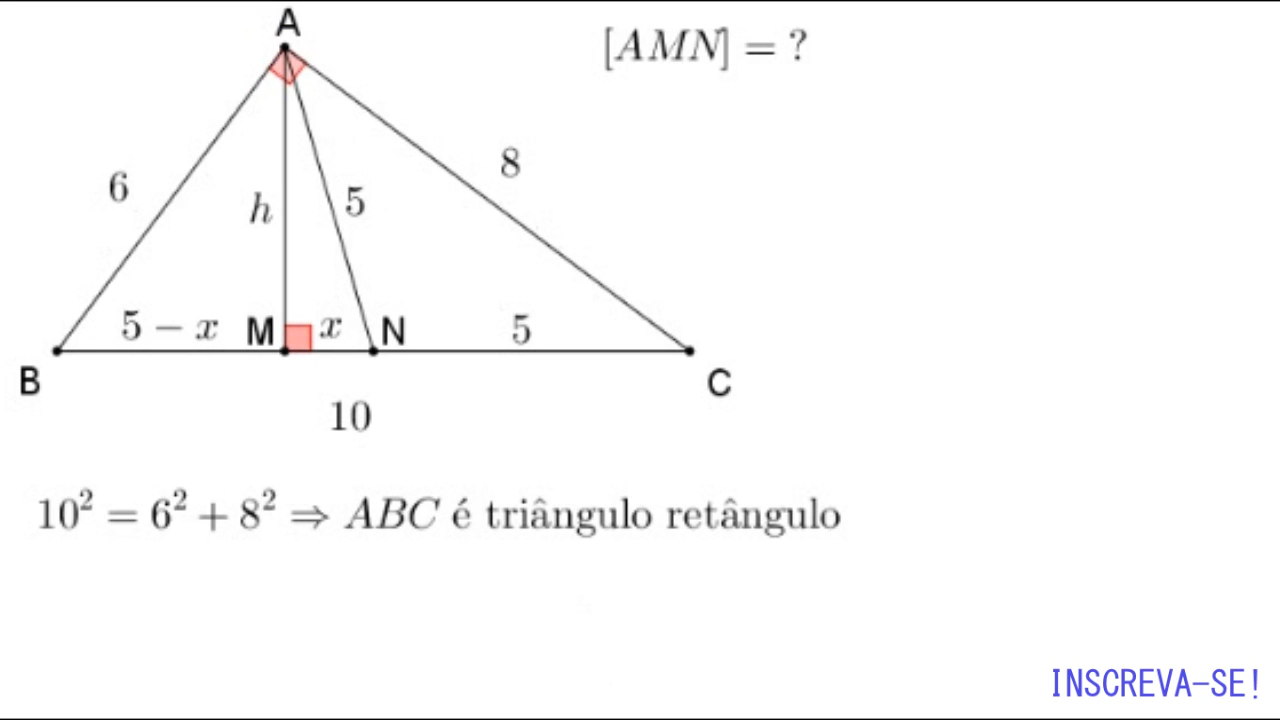 A
[AMN] = ?
6
8
h
5
5 − x
M
x
N
5
B
C
10
10² = 6² + 8² ⇒ ABC é triângulo retângulo
INSCREVA-SE!